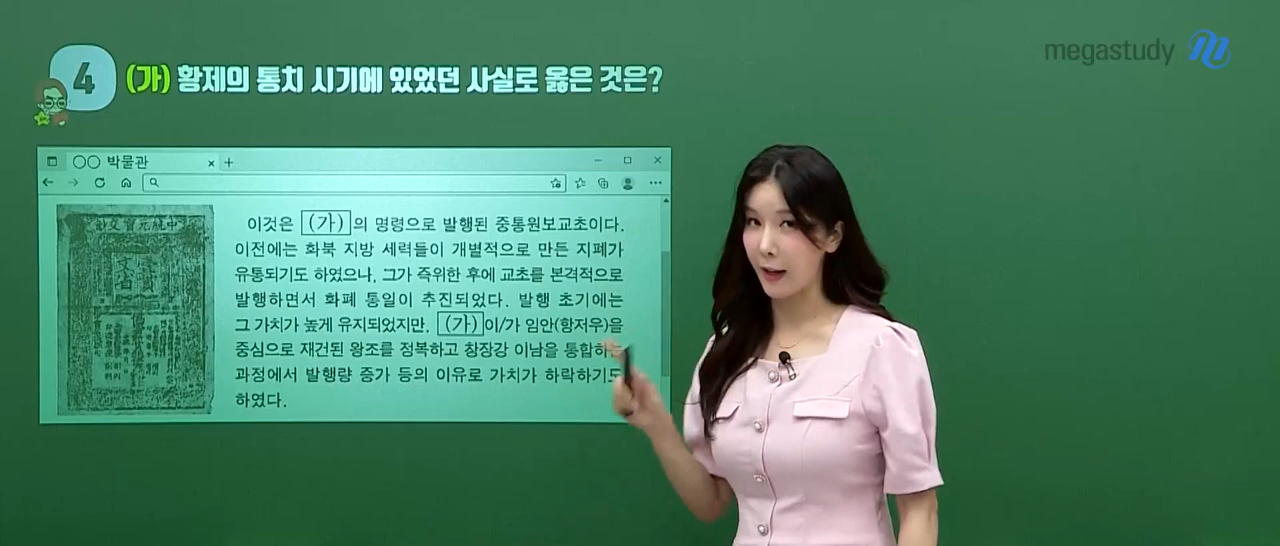 megastudy
4 (가) 황제의 통치 시기에 있었던 사실로 옳은 것은?
○○ 박물관
이것은 (가)의 명령으로 발행된 중통원보교초이다.
이전에는 화북 지방 세력들이 개별적으로 만든 지폐가
유통되기도 하였으나, 그가 즉위한 후에 교초를 본격적으로
발행하면서 화폐 통일이 추진되었다. 발행 초기에는
그 가치가 높게 유지되었지만, (가)이/가 임안(항저우)을
중심으로 재건된 왕조를 정복하고 창장강 이남을 통합하는
과정에서 발행량 증가 등의 이유로 가치가 하락하기도
하였다.